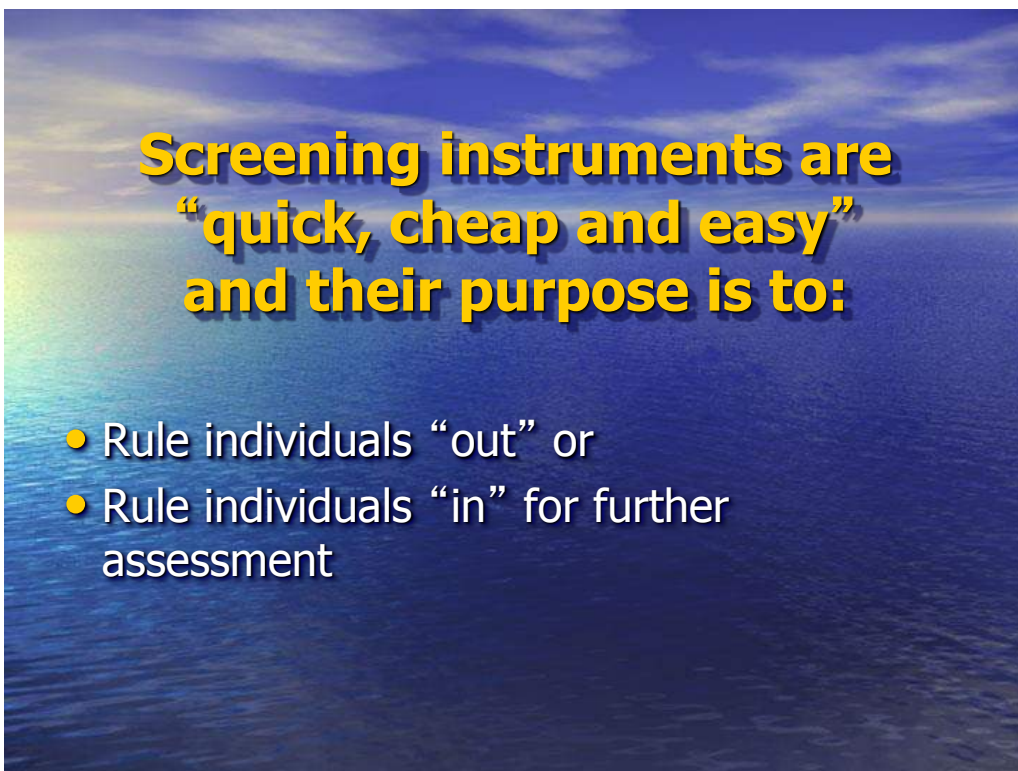 Screening instruments are
“quick, cheap and easy”
and their purpose is to:
• Rule individuals “out” or
• Rule individuals “in” for further
assessment